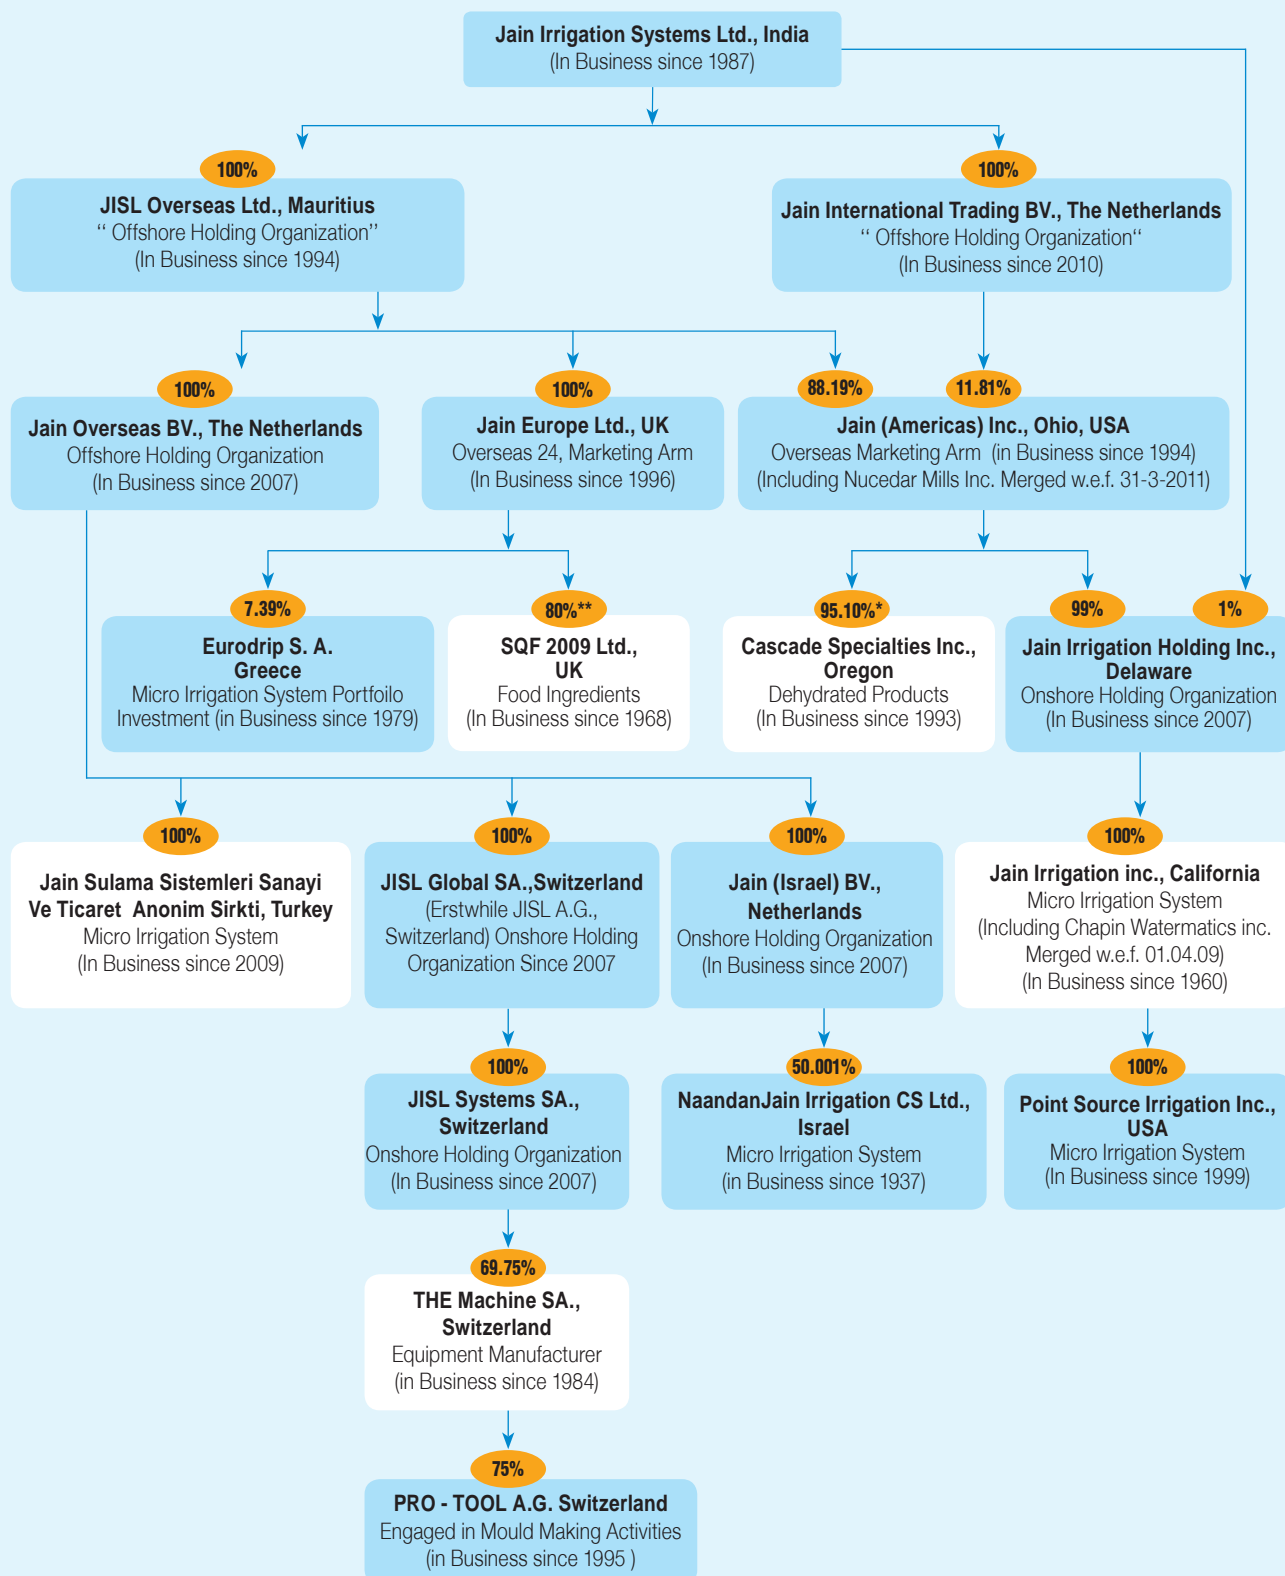 Jain Irrigation Systems Ltd., India
(In Business since 1987)
100%
JISL Overseas Ltd., Mauritius
“ Offshore Holding Organization”
(In Business since 1994)
100%
Jain International Trading BV., The Netherlands
“ Offshore Holding Organization“
(In Business since 2010)
100%
Jain Overseas BV., The Netherlands
Offshore Holding Organization
(In Business since 2007)
100%
Jain Europe Ltd., UK
Overseas 24, Marketing Arm
(In Business since 1996)
88.19%
11.81%
Jain (Americas) Inc., Ohio, USA
Overseas Marketing Arm (in Business since 1994)
(Including Nucedar Mills Inc. Merged w.e.f. 31-3-2011)
7.39%
Eurodrip S. A.
Greece
Micro Irrigation System Portfoilo
Investment (in Business since 1979)
80%**
SQF 2009 Ltd.,
UK
Food Ingredients
(In Business since 1968)
95.10%*
Cascade Specialties Inc.,
Oregon
Dehydrated Products
(In Business since 1993)
99%
1%
Jain Irrigation Holding Inc.,
Delaware
Onshore Holding Organization
(In Business since 2007)
100%
Jain Sulama Sistemleri Sanayi
Ve Ticaret Anonim Sirkti, Turkey
Micro Irrigation System
(In Business since 2009)
100%
JISL Global SA.,Switzerland
(Erstwhile JISL A.G.,
Switzerland) Onshore Holding
Organization Since 2007
100%
Jain (Israel) BV.,
Netherlands
Onshore Holding Organization
(In Business since 2007)
100%
Jain Irrigation inc., California
Micro Irrigation System
(Including Chapin Watermatics inc.
Merged w.e.f. 01.04.09)
(In Business since 1960)
100%
JISL Systems SA.,
Switzerland
Onshore Holding Organization
(In Business since 2007)
50.001%
NaandanJain Irrigation CS Ltd.,
Israel
Micro Irrigation System
(in Business since 1937)
100%
Point Source Irrigation Inc.,
USA
Micro Irrigation System
(In Business since 1999)
69.75%
THE Machine SA.,
Switzerland
Equipment Manufacturer
(in Business since 1984)
75%
PRO - TOOL A.G. Switzerland
Engaged in Mould Making Activities
(in Business since 1995 )